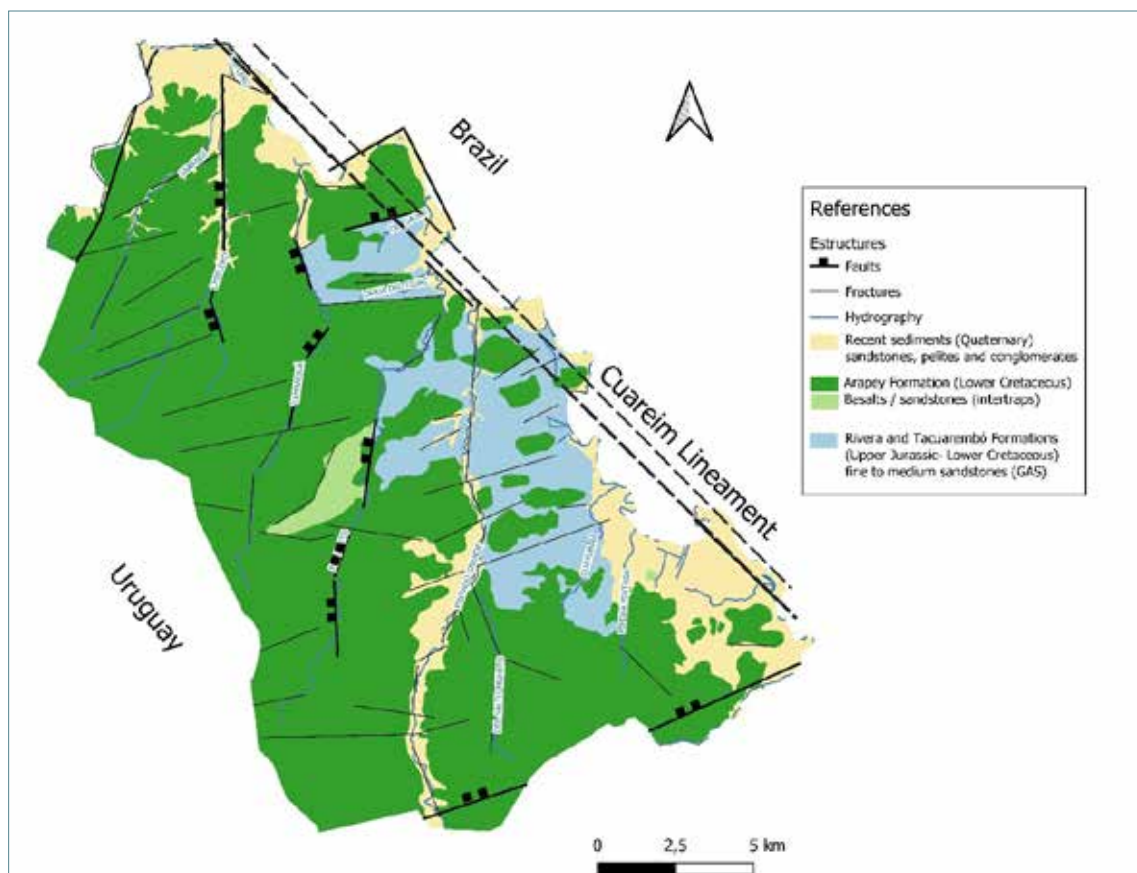 Brazil
Cuareim Lineament
Uruguay
References
Estructures
Faults
Fractures
Hydrography
Recent sediments (Quaternary)
sandstones, pelites and conglomerates
Arapey Formation (Lower Cretacecus)
Basalts / sandstones (intertraps)
Rivera and Tacuarembó Formations
(Upper Jurassic- Lower Cretaceous)
fine to medium sandstones (GAS)
0 2,5 5 km